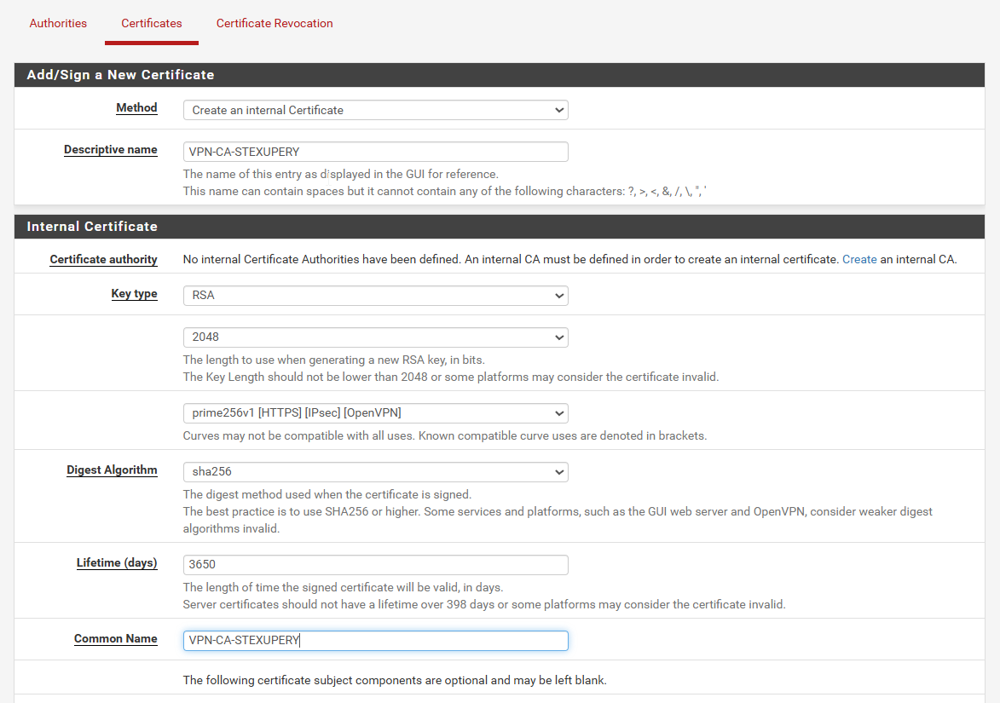 Authorities Certificates Certificate Revocation
Add/Sign a New Certificate
Method Create an internal Certificate
Descriptive name VPN-CA-STEXUPERY
The name of this entry as displayed in the GUI for reference.
This name can contain spaces but it cannot contain any of the following characters: ?, >, <, &, /, \, ", '
Internal Certificate
Certificate authority No internal Certificate Authorities have been defined. An internal CA must be defined in order to create an internal certificate. Create an internal CA.
Key type RSA
2048
The length to use when generating a new RSA key, in bits.
The Key Length should not be lower than 2048 or some platforms may consider the certificate invalid.
prime256v1 [HTTPS] [IPsec] [OpenVPN]
Curves may not be compatible with all uses. Known compatible curve uses are denoted in brackets.
Digest Algorithm sha256
The digest method used when the certificate is signed.
The best practice is to use SHA256 or higher. Some services and platforms, such as the GUI web server and OpenVPN, consider weaker digest
algorithms invalid.
Lifetime (days) 3650
The length of time the signed certificate will be valid, in days.
Server certificates should not have a lifetime over 398 days or some platforms may consider the certificate invalid.
Common Name VPN-CA-STEXUPERY
The following certificate subject components are optional and may be left blank.